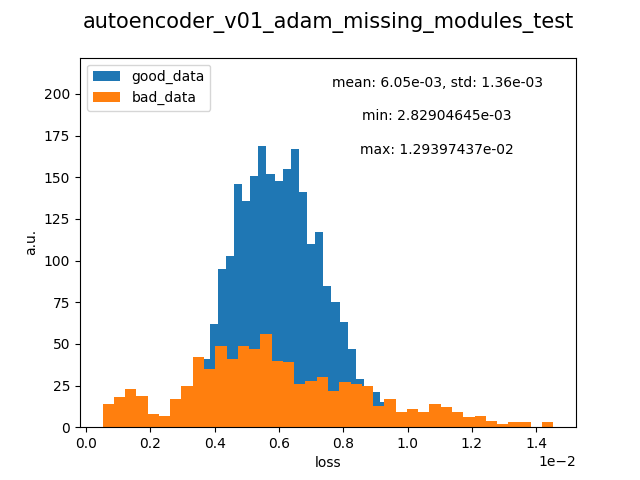 autoencoder_v01_adam_missing_modules_test
good_data
bad_data
mean: 6.05e-03, std: 1.36e-03
min: 2.82904645e-03
max: 1.29397437e-02
a.u.
200
175
150
125
100
75
50
25
0
0.0 0.2 0.4 0.6 0.8 1.0 1.2 1.4
1e−2
loss